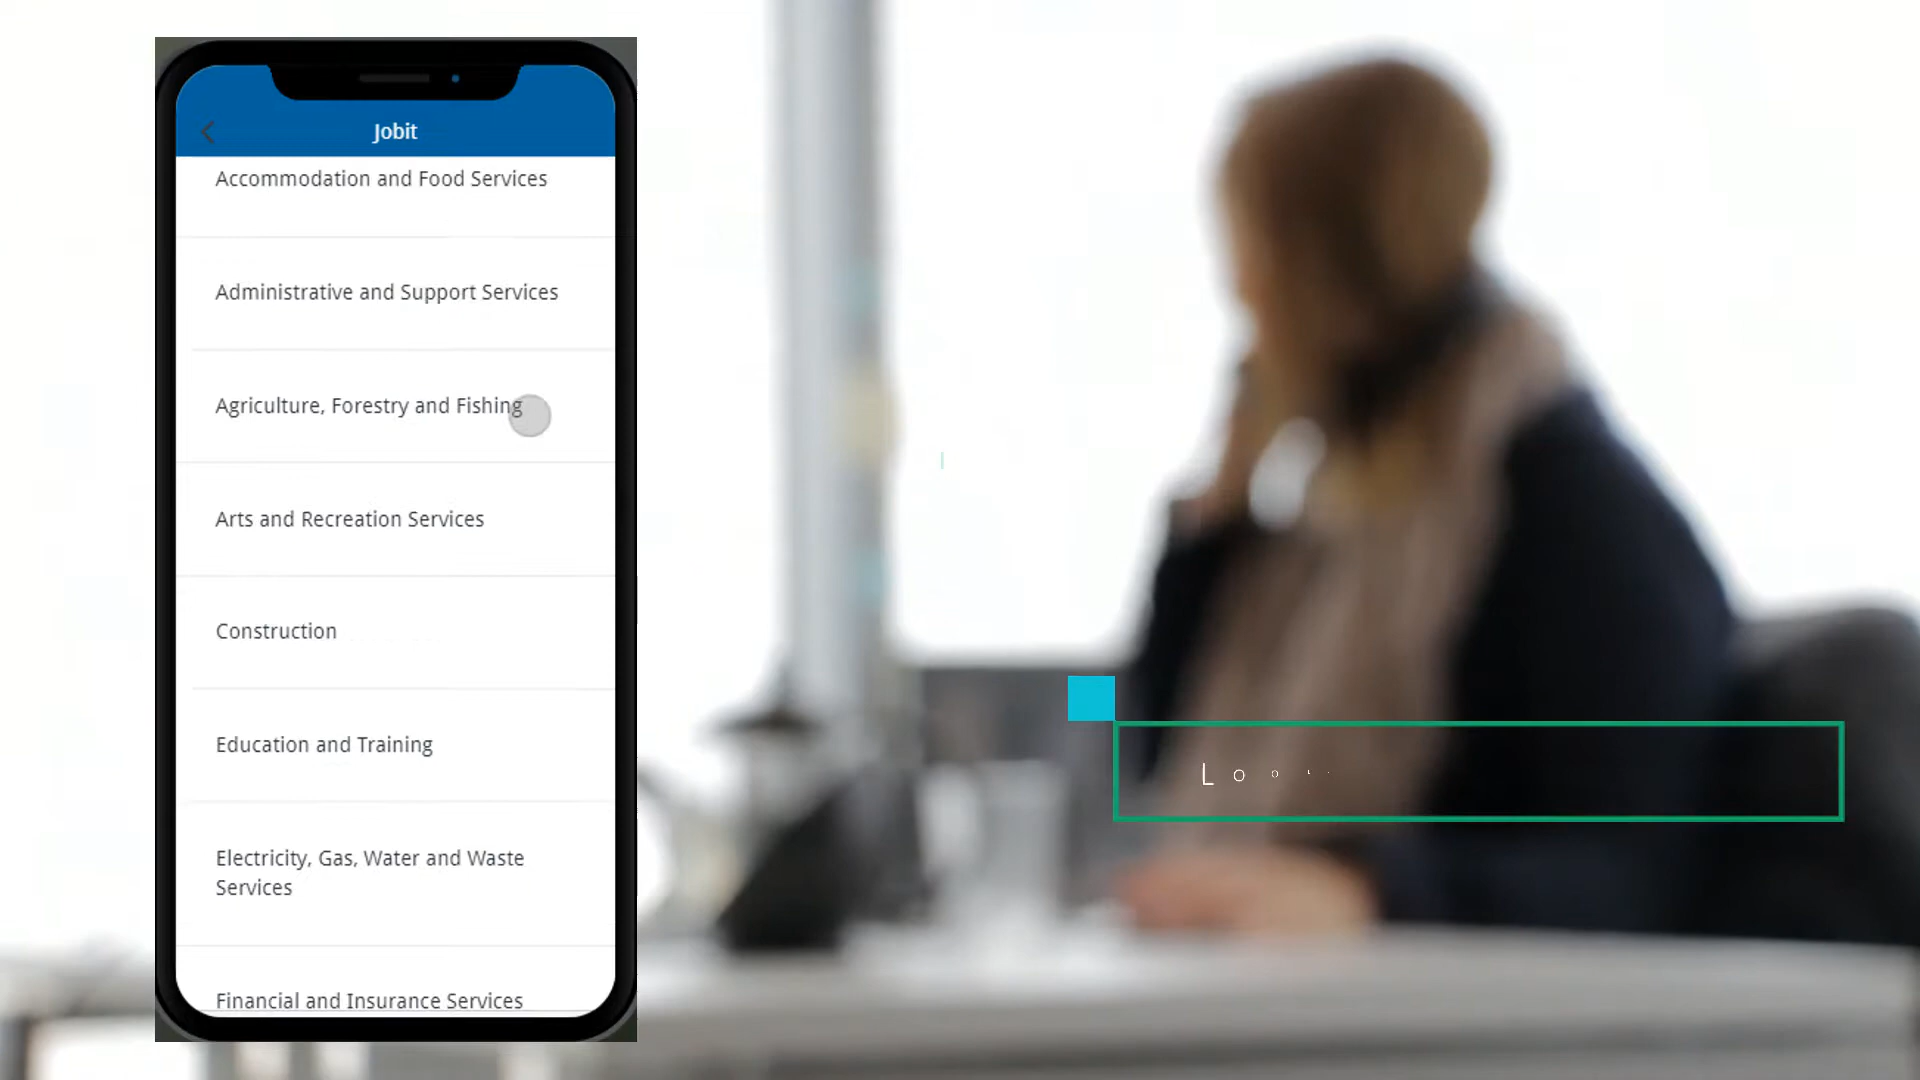 Jobit
Accommodation and Food Services
Administrative and Support Services
Agriculture, Forestry and Fishing
Arts and Recreation Services
Construction
Education and Training
Electricity, Gas, Water and Waste
Services
Financial and Insurance Services